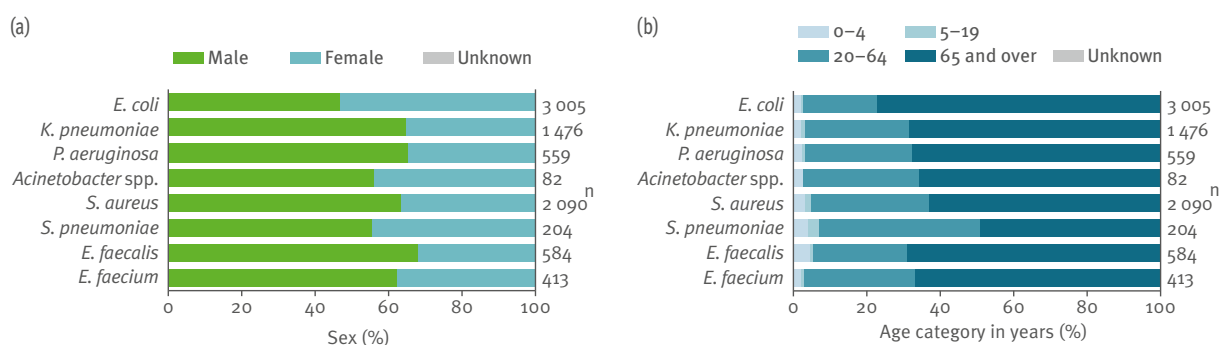 (a)
Male Female Unknown
E. coli 3 005
K. pneumoniae 1 476
P. aeruginosa 559
Acinetobacter spp. 82
S. aureus 2 090 n
S. pneumoniae 204
E. faecalis 584
E. faecium 413
0 20 40 60 80 100
Sex (%)
(b)
0–4 5–19
20–64 65 and over Unknown
E. coli 3 005
K. pneumoniae 1 476
P. aeruginosa 559
Acinetobacter spp. 82
S. aureus 2 090 n
S. pneumoniae 204
E. faecalis 584
E. faecium 413
0 20 40 60 80 100
Age category in years (%)